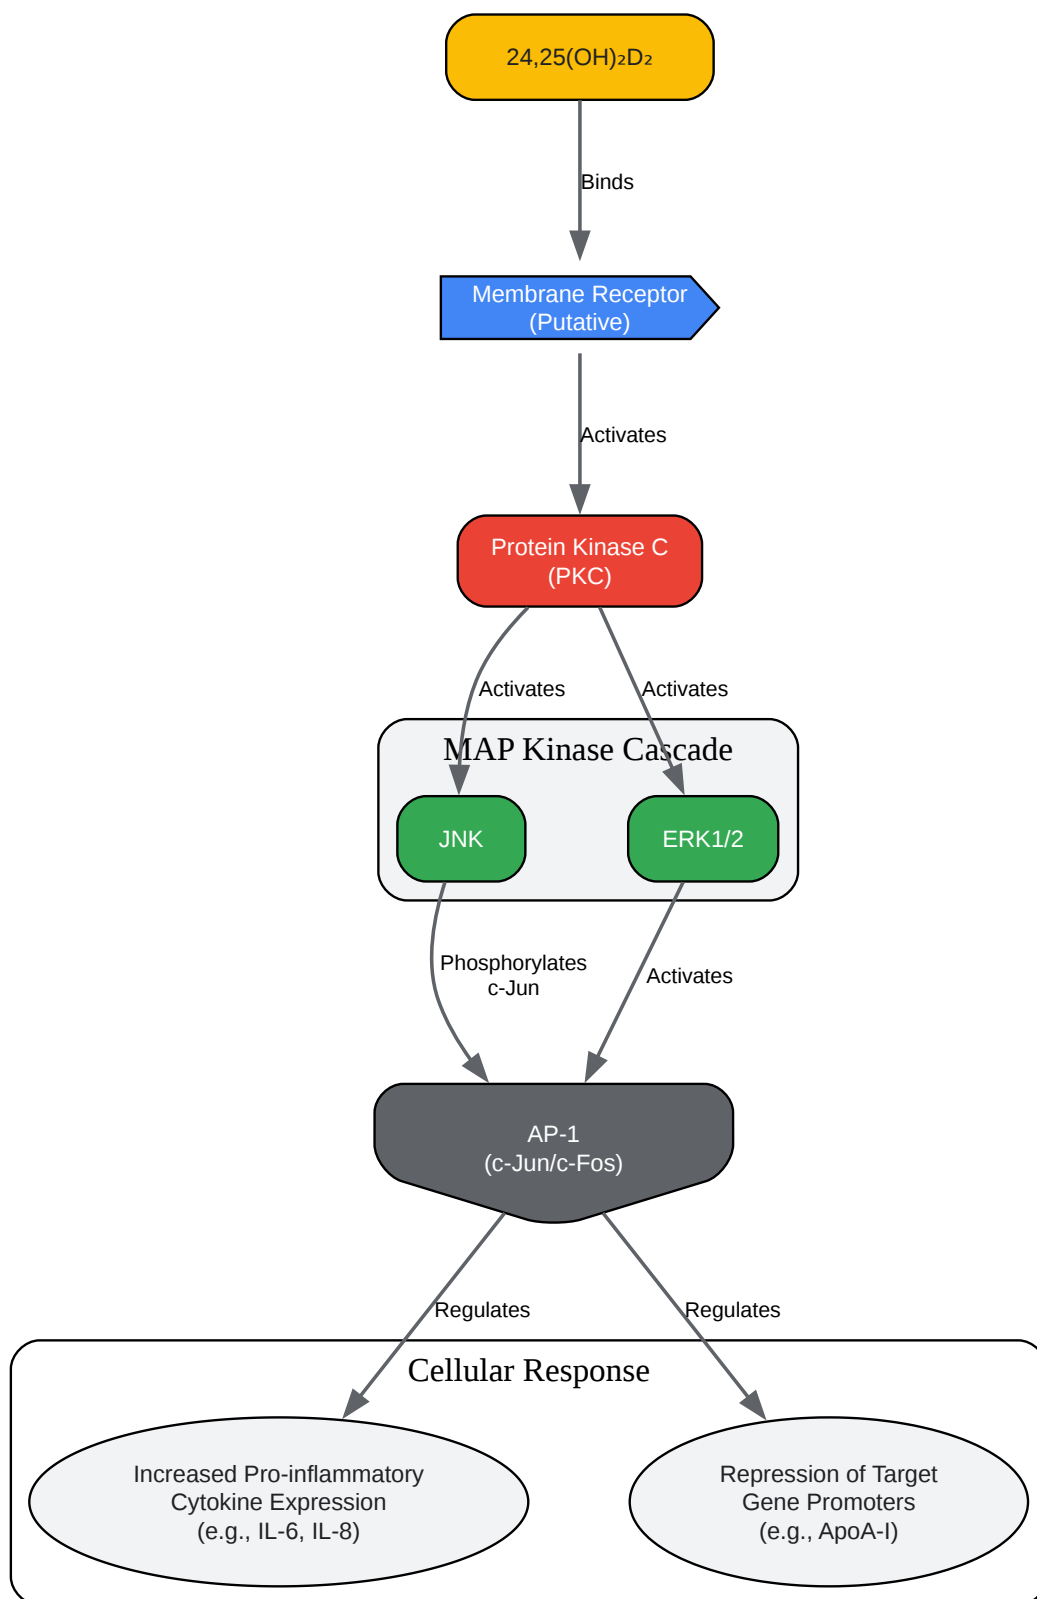 24,25(OH)₂D₂
Binds
Membrane Receptor
(Putative)
Activates
Protein Kinase C
(PKC)
Activates
Activates
MAP Kinase Cascade
JNK
ERK1/2
Phosphorylates
c-Jun
Activates
AP-1
(c-Jun/c-Fos)
Regulates
Regulates
Cellular Response
Increased Pro-inflammatory
Cytokine Expression
(e.g., IL-6, IL-8)
Repression of Target
Gene Promoters
(e.g., ApoA-I)